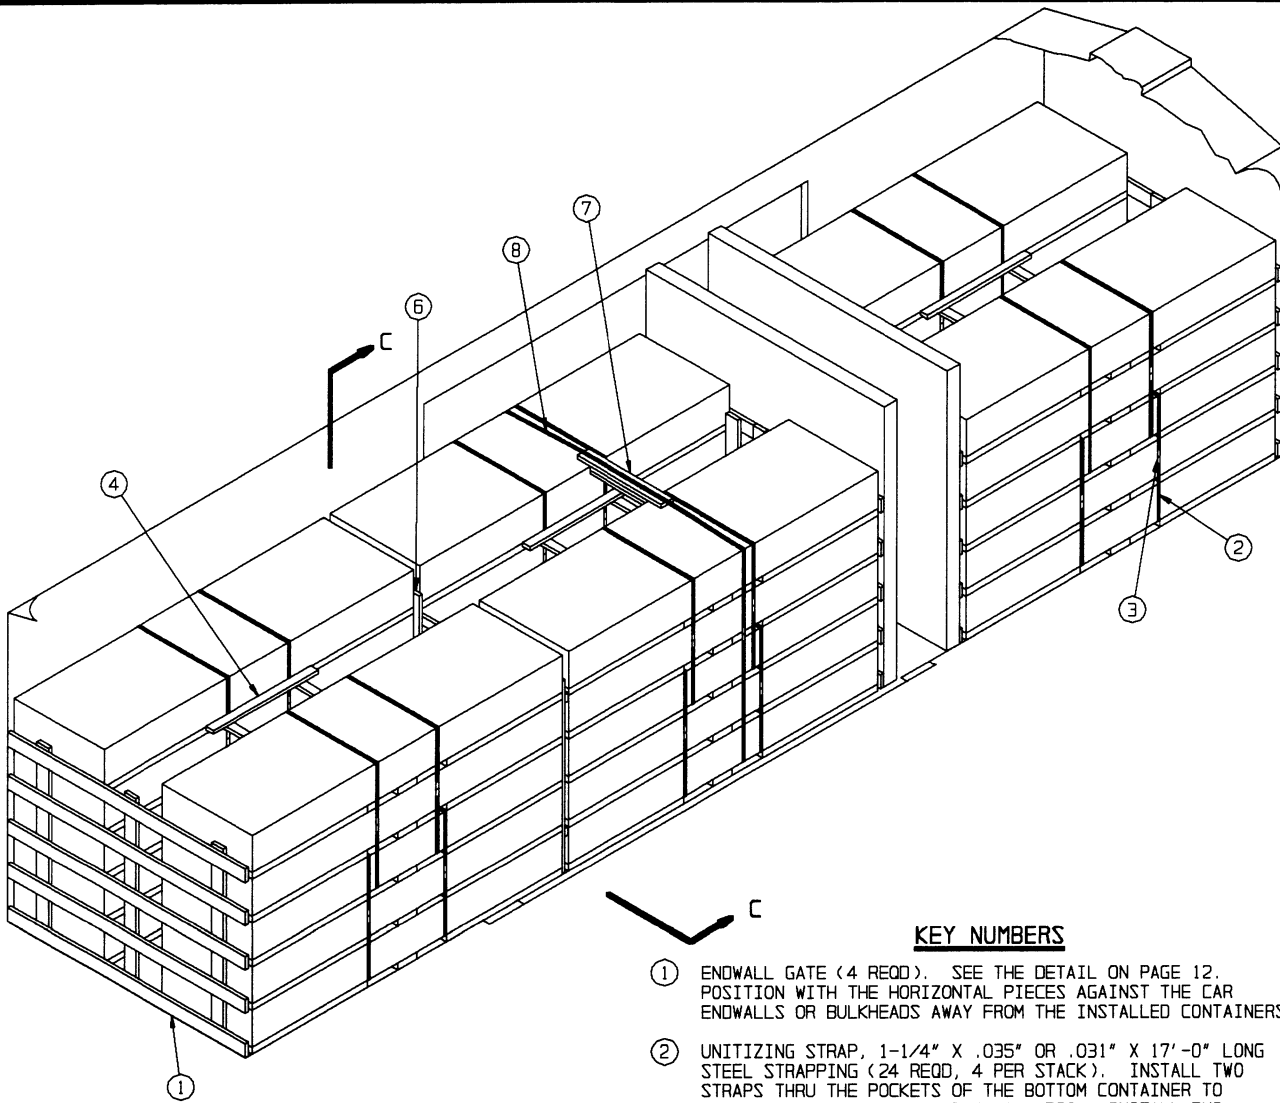 7
8
6
C
4
2
3
C
1
KEY NUMBERS
1 ENDWALL GATE (4 REQD). SEE THE DETAIL ON PAGE 12.
POSITION WITH THE HORIZONTAL PIECES AGAINST THE CAR
ENDWALLS OR BULKHEADS AWAY FROM THE INSTALLED CONTAINERS
2 UNITIZING STRAP, 1-1/4" X .035" OR .031" X 17'-0" LONG
STEEL STRAPPING (24 REQD, 4 PER STACK). INSTALL TWO
STRAPS THRU THE POCKETS OF THE BOTTOM CONTAINER TO